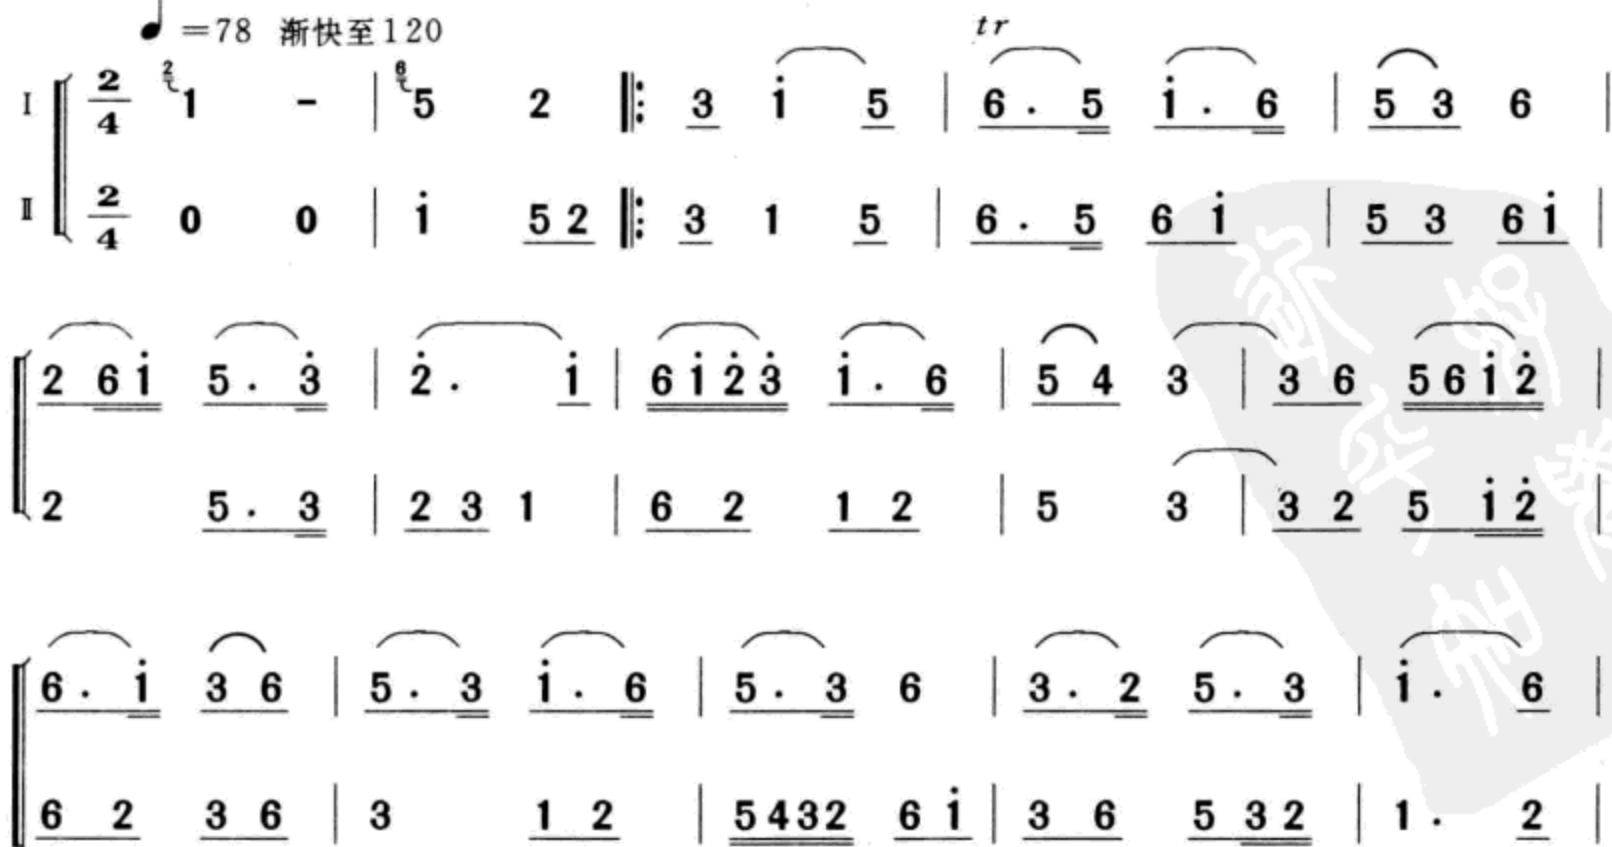 ♩=78 渐快至120
tr
I 2/4 2 1 - | 6 5 2 ‖: 3 i̇ 5 | 6 . 5 i̇ . 6 | 5 3 6 |
II 2/4 0 0 | i̇ 5 2 ‖: 3 1 5 | 6 . 5 6 i̇ | 5 3 6 i̇ |
2 6 i̇ 5 . 3̇ | 2̇ . i̇ | 6 i̇ 2̇ 3̇ i̇ . 6 | 5 4 3 | 3 6 5 6 i̇ 2̇ |
2 5 . 3 | 2 3 1 | 6 2 1 2 | 5 3 | 3 2 5 i̇ 2̇ |
6 . i̇ 3 6 | 5 . 3 i̇ . 6 | 5 . 3 6 | 3 . 2 5 . 3 | i̇ . 6 |
6 2 3 6 | 3 1 2 | 5 4 3 2 6 i̇ | 3 6 5 3 2 | 1 . 2 |